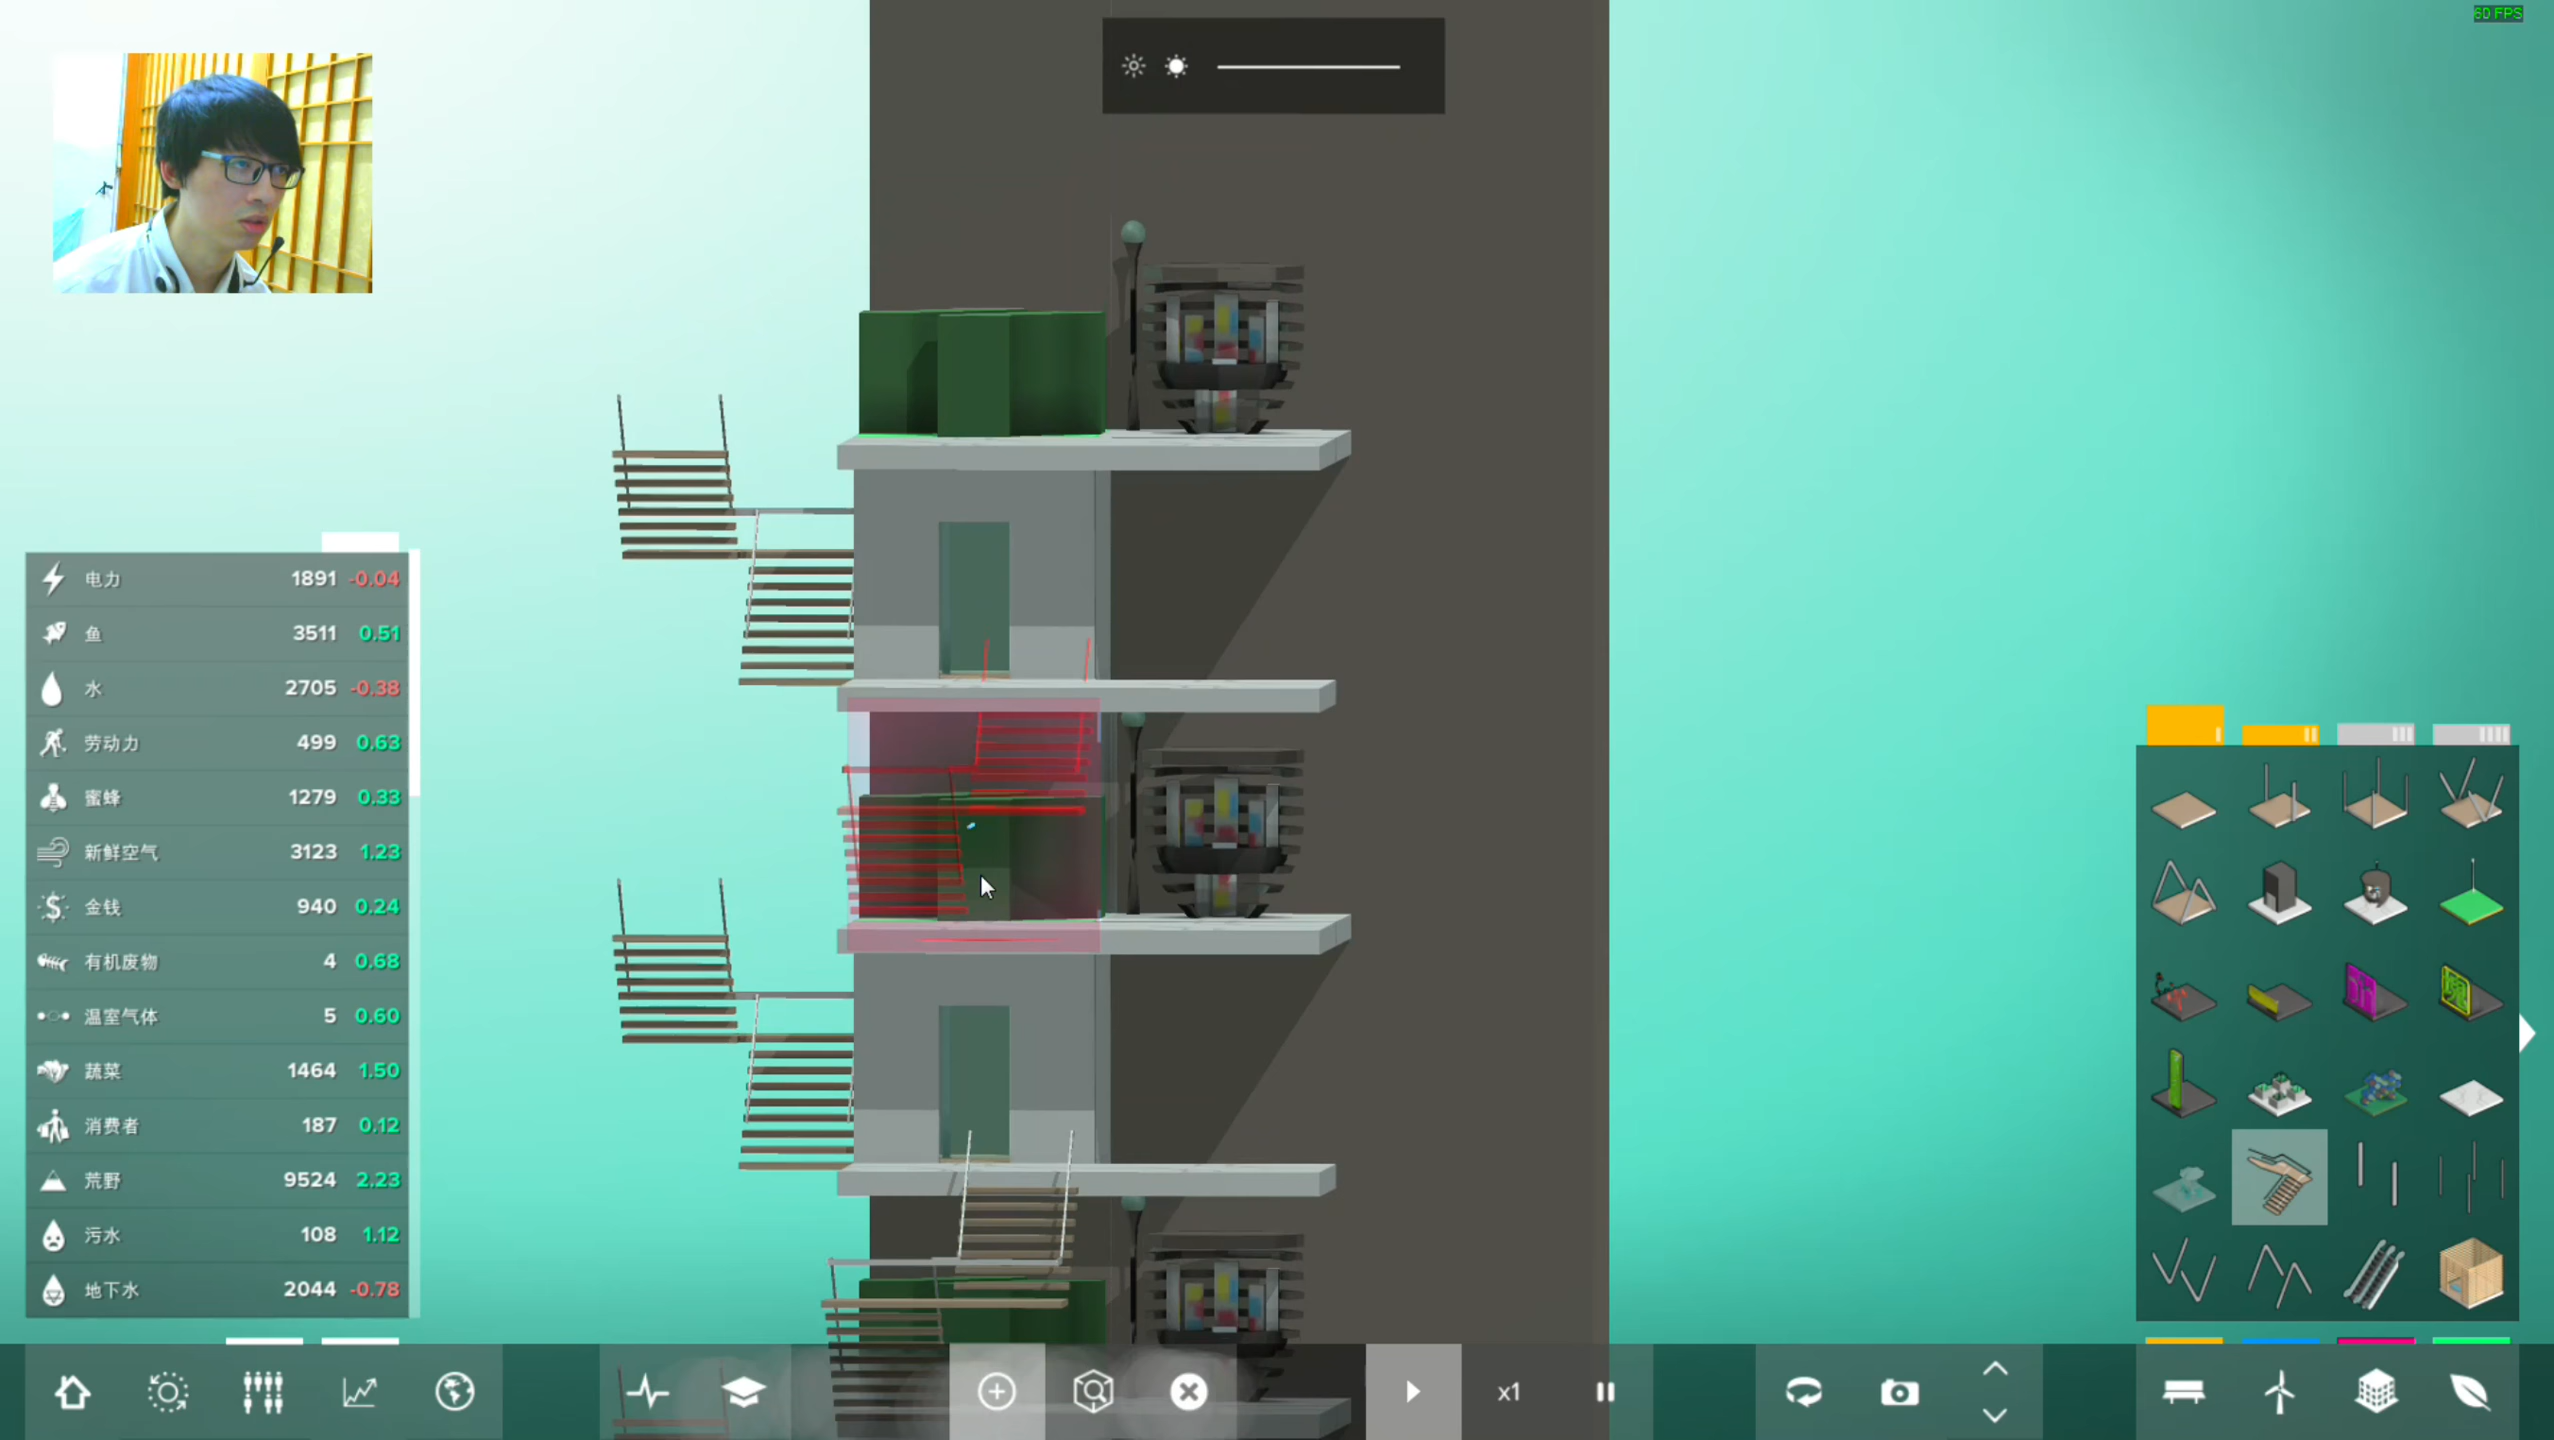 60 FPS
电力 1891 -0.04
鱼 3511 0.51
水 2705 -0.38
劳动力 499 0.63
蜜蜂 1279 0.33
新鲜空气 3123 1.23
金钱 940 0.24
有机废物 4 0.68
温室气体 5 0.60
蔬菜 1464 1.50
消费者 187 0.12
荒野 9524 2.23
污水 108 1.12
地下水 2044 -0.78
x1